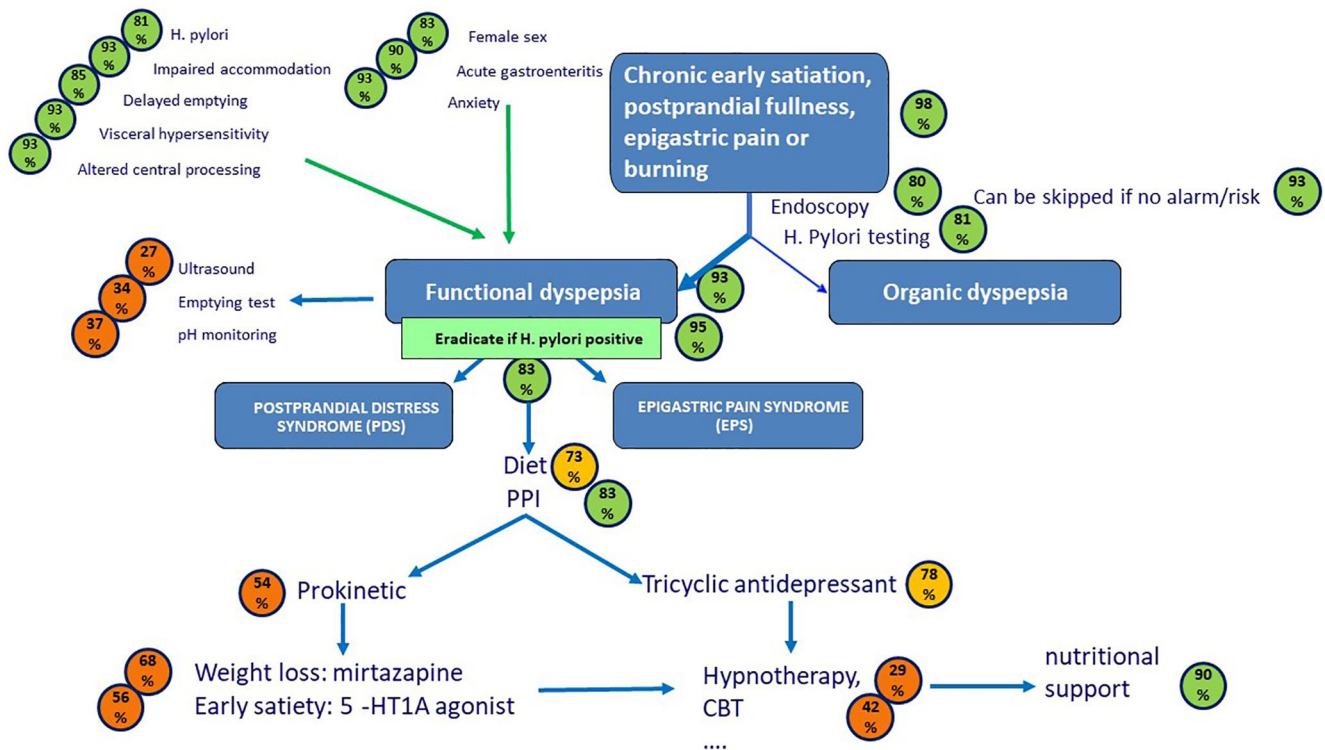 81
%
H. pylori
93
%
Impaired accommodation
85
%
Delayed emptying
93
%
Visceral hypersensitivity
93
%
Altered central processing
83
%
Female sex
90
%
Acute gastroenteritis
93
%
Anxiety
Chronic early satiation,
postprandial fullness,
epigastric pain or
burning
98
%
Endoscopy
80
%
Can be skipped if no alarm/risk
93
%
H. Pylori testing
81
%
27
%
Ultrasound
34
%
Emptying test
37
%
pH monitoring
Functional dyspepsia
93
%
Organic dyspepsia
Eradicate if H. pylori positive
95
%
83
%
POSTPRANDIAL DISTRESS
SYNDROME (PDS)
EPIGASTRIC PAIN SYNDROME
(EPS)
Diet
73
%
PPI
83
%
54
%
Prokinetic
Tricyclic antidepressant
78
%
68
%
Weight loss: mirtazapine
56
%
Early satiety: 5 -HT1A agonist
Hypnotherapy,
29
%
CBT
42
%
....
nutritional
support
90
%